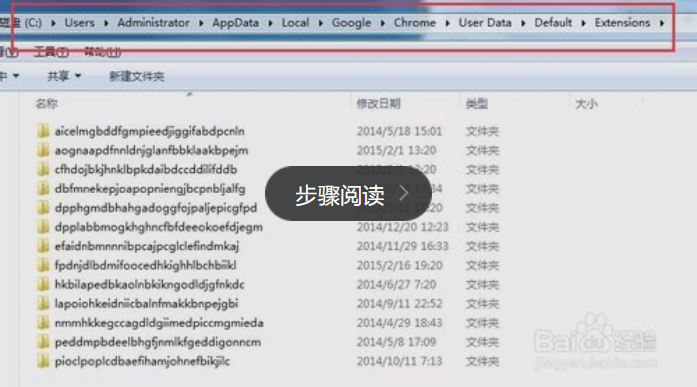 磁盘 (C:) ▸ Users ▸ Administrator ▸ AppData ▸ Local ▸ Google ▸ Chrome ▸ User Data ▸ Default ▸ Extensions ▸
工具(T) 帮助(H)
中 共享 新建文件夹
名称 修改日期 类型 大小
aicelmgbddfgmpieedjiggifabdpcnln 2014/5/18 15:01 文件夹
aognaapdfnnldnjglanfbbklaakbpejm 2015/2/1 13:20 文件夹
cfhdojbkjhnklbpkdaibdccddilifddb 文件夹
dbfmnekepjoapopniengjbcpnbljalfg 文件夹
步骤阅读
dpphgmdbhahgadoggfojpaljepicgfpd 文件夹
dpplabbmogkhghncfbfdeeokoefdjegm 2014/12/20 12:23 文件夹
efaidnbmnnnibpcajpcglclefindmkaj 2014/11/29 16:33 文件夹
fpdnjdlbdmifoocedhkighhlbchbiikl 2015/2/16 19:20 文件夹
hkbilapedbkaolnbkikngodldjgfnkdc 2014/6/27 7:20 文件夹
lapoiohkeidniicbalnfmakkbnpejgbi 2014/9/11 22:52 文件夹
nmmhkkegccagdldgiimedpiccmgmieda 2014/4/29 18:43 文件夹
peddmpbdeelbhgfjnmlkfgeddigonncm 2014/5/8 17:09 文件夹
pioclpoplcdbaefihamjohnefbikjilc 2014/10/11 7:13 文件夹
Baidu 经验
jingyan.baidu.com